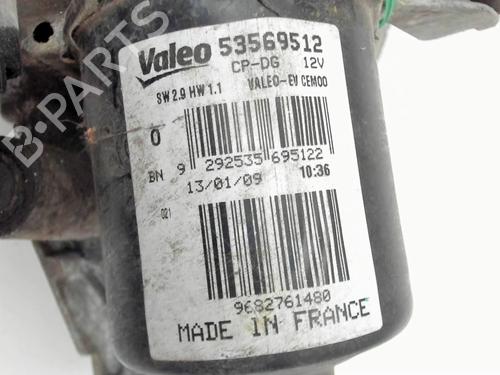 Valeo 53569512
CP-DG 12V
SW 2.9 HW 1.1 VALEO-EV CEMOO
0
BN 9 292535 695122
13/01/09 10:36
021
9682761480
MADE IN FRANCE
B-PARTS